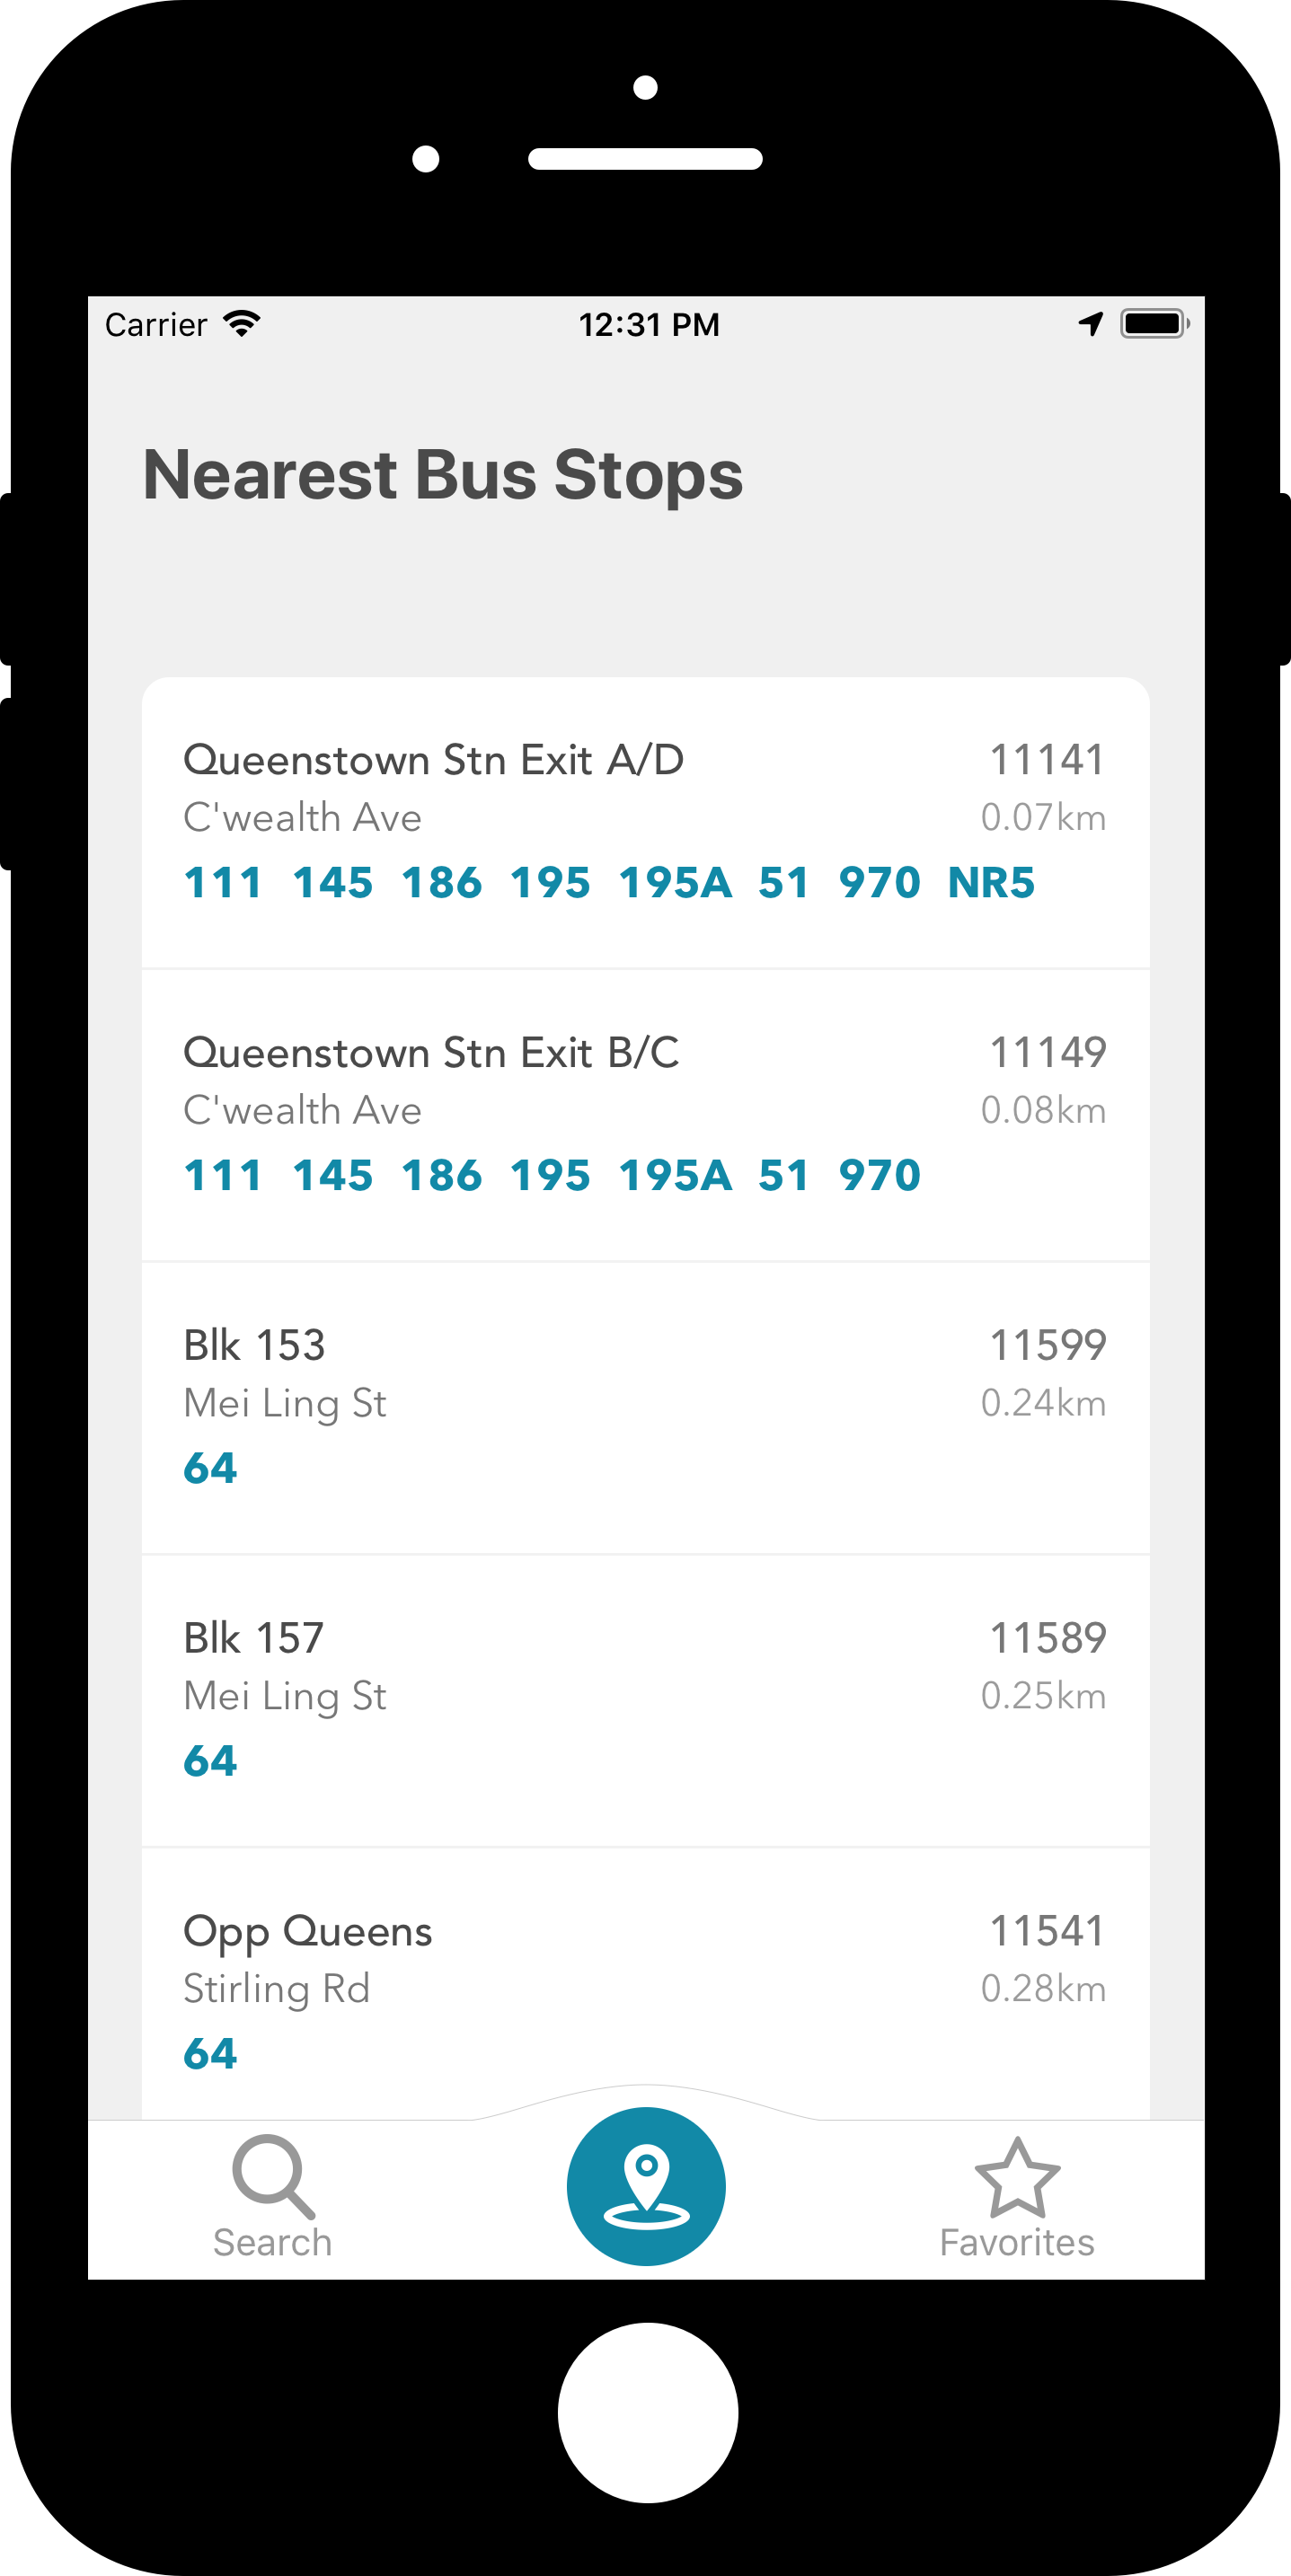 Carrier 12:31 PM
Nearest Bus Stops
Queenstown Stn Exit A/D 11141
C'wealth Ave 0.07km
111 145 186 195 195A 51 970 NR5
Queenstown Stn Exit B/C 11149
C'wealth Ave 0.08km
111 145 186 195 195A 51 970
Blk 153 11599
Mei Ling St 0.24km
64
Blk 157 11589
Mei Ling St 0.25km
64
Opp Queens 11541
Stirling Rd 0.28km
64
Search Favorites